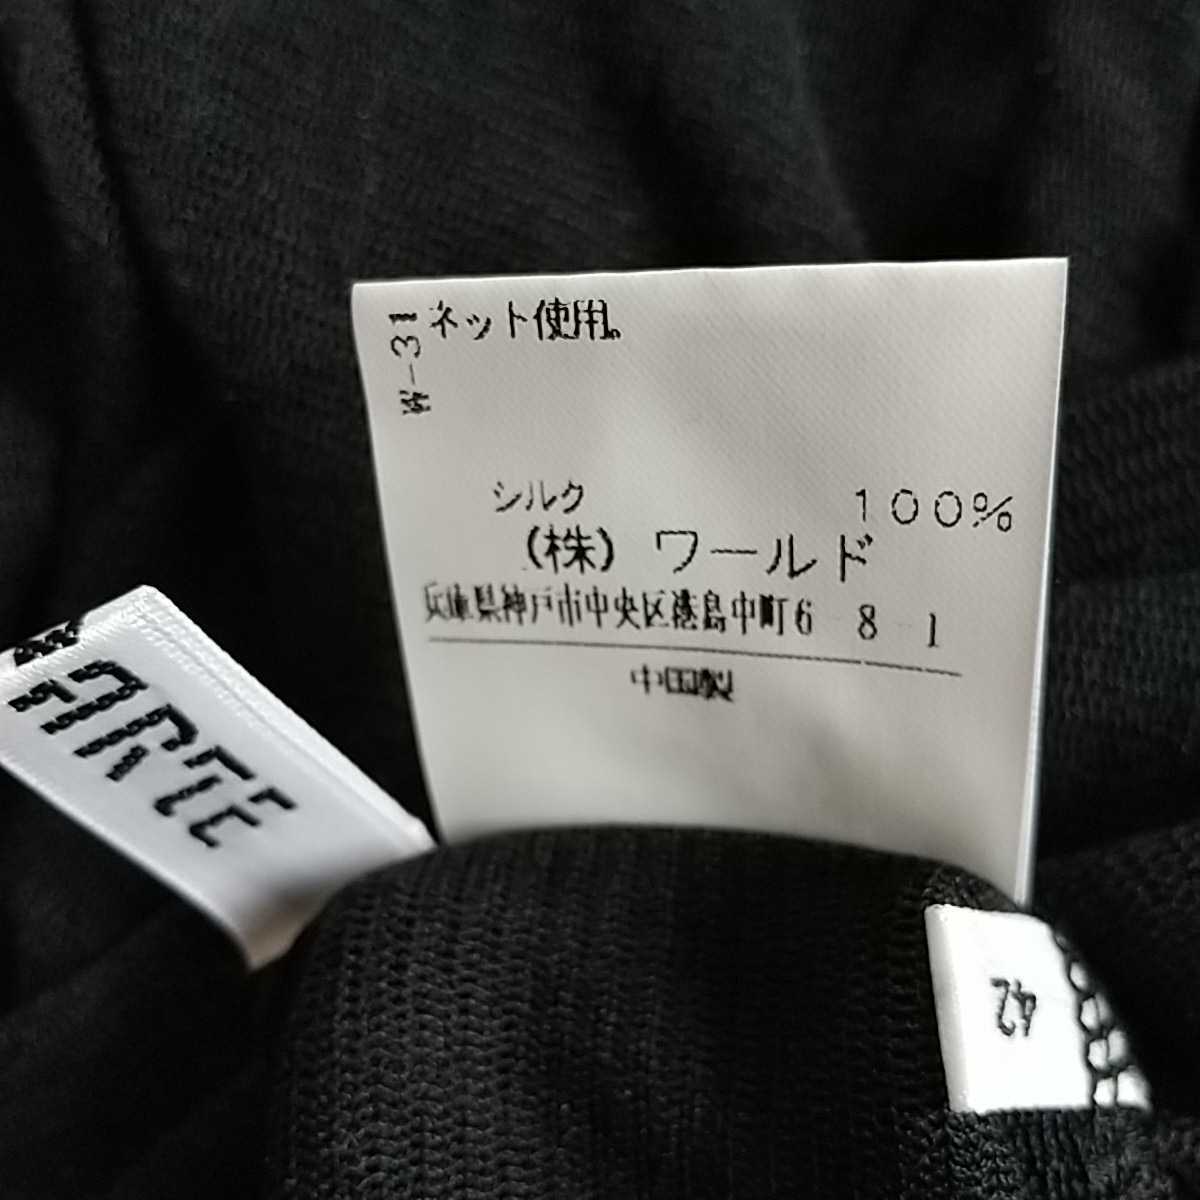 W-31
ネット使用。
シルク 100%
(株) ワールド
兵庫県神戸市中央区港島中町6 8 1
中国製
ARTE
42